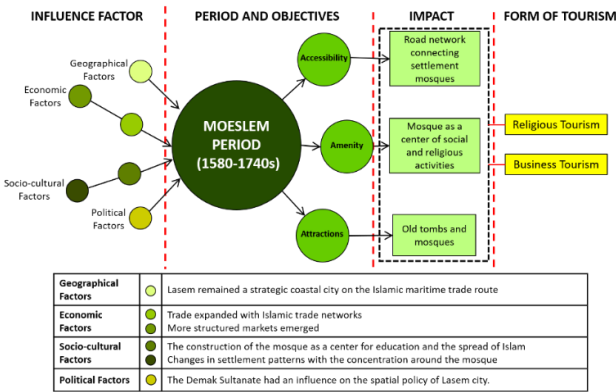 INFLUENCE FACTOR
PERIOD AND OBJECTIVES
IMPACT
FORM OF TOURISM
Geographical
Factors
Economic
Factors
Socio-cultural
Factors
Political
Factors
MOESLEM
PERIOD
(1580-1740s)
Accessibility
Amenity
Attractions
Road network
connecting
settlement
mosques
Mosque as a
center of social
and religious
activities
Old tombs and
mosques
Religious Tourism
Business Tourism
Geographical
Factors
Lasem remained a strategic coastal city on the Islamic maritime trade route
Economic
Factors
Trade expanded with Islamic trade networks
More structured markets emerged
Socio-cultural
Factors
The construction of the mosque as a center for education and the spread of Islam
Changes in settlement patterns with the concentration around the mosque
Political Factors
The Demak Sultanate had an influence on the spatial policy of Lasem city.